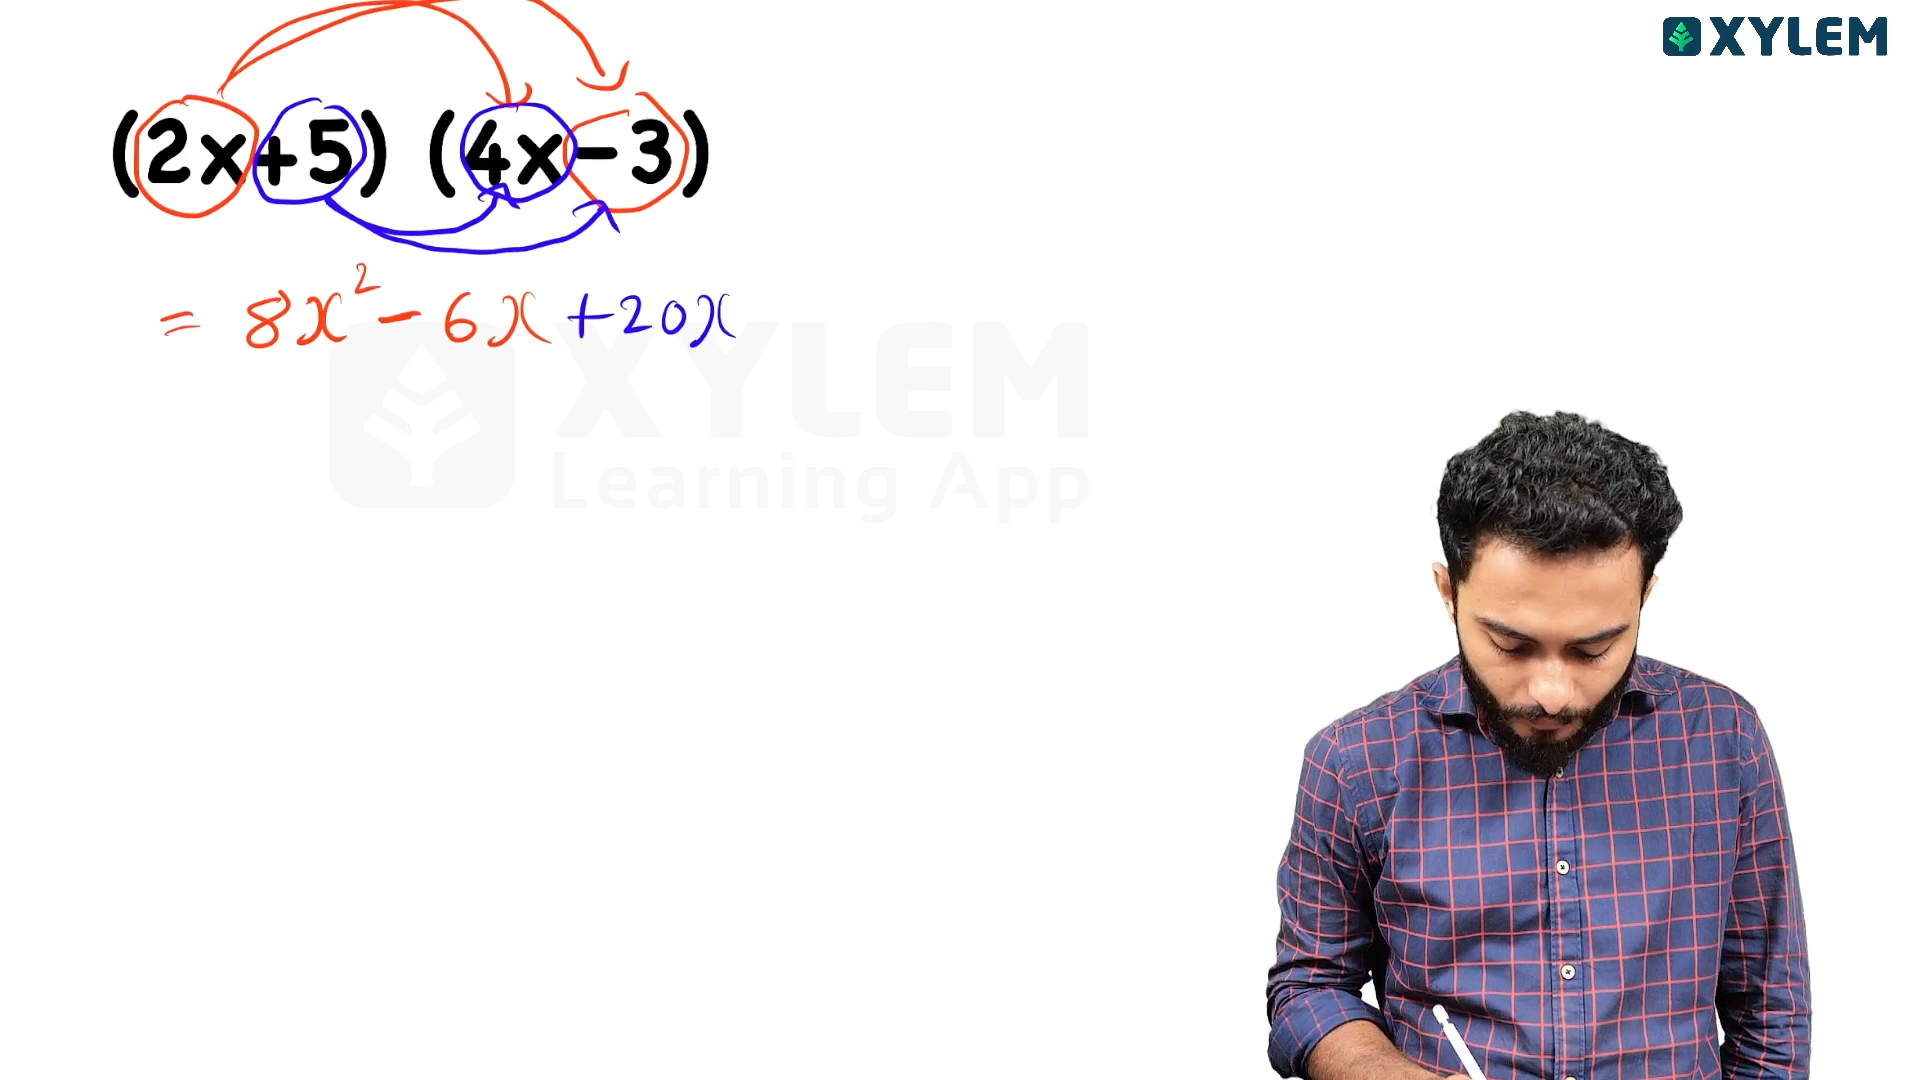 XYLEM
(2x+5) (4x-3)
= 8x² - 6x + 20x
XYLEM
Learning App